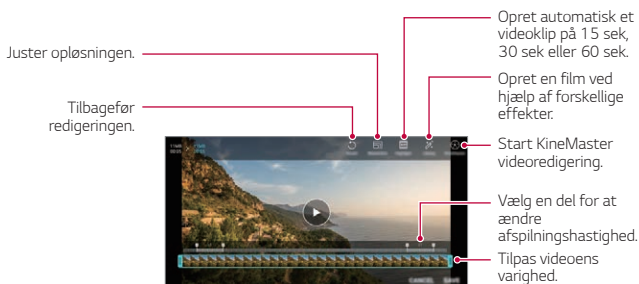 Juster opløsningen.
Tilbagefør
redigeringen.
Opret automatisk et
videoklip på 15 sek,
30 sek eller 60 sek.
Opret en film ved
hjælp af forskellige
effekter.
Start KineMaster
videoredigering.
Vælg en del for at
ændre
afspilningshastighed.
Tilpas videoens
varighed.
CANCEL SAVE